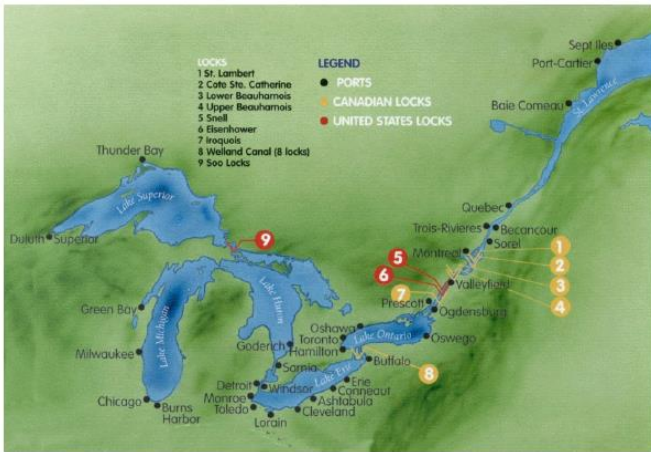 LOCKS
1 St. Lambert
2 Cote Ste. Catherine
3 Lower Beauharnois
4 Upper Beauharnois
5 Snell
6 Eisenhower
7 Iroquois
8 Welland Canal (8 locks)
9 Soo Locks
LEGEND
PORTS
CANADIAN LOCKS
UNITED STATES LOCKS
Sept Iles
Port-Cartier
Baie Comeau
St. Lawrence
Thunder Bay
Lake Superior
Duluth
Superior
9
Quebec
Trois-Rivieres
Becancour
Sorel
Montreal
1
2
3
4
5
6
7
Valleyfield
Prescott
Ogdensburg
Green Bay
Lake Michigan
Lake Huron
Milwaukee
Goderich
Oshawa
Toronto
Hamilton
Lake Ontario
Oswego
Sarnia
Buffalo
8
Lake Erie
Detroit
Windsor
Erie
Chicago
Burns
Harbor
Monroe
Toledo
Conneaut
Ashtabula
Cleveland
Lorain